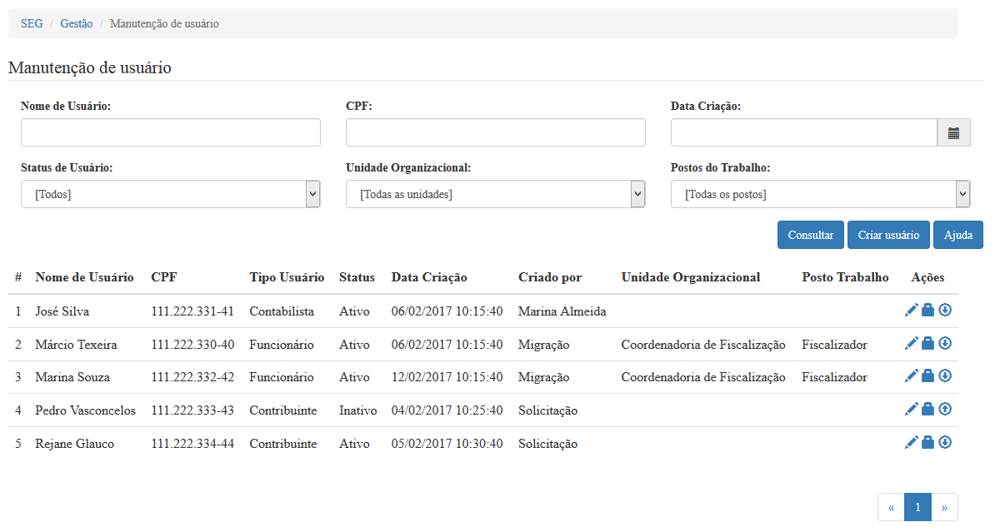 SEG / Gestão / Manutenção de usuário
Manutenção de usuário
Nome de Usuário: CPF: Data Criação:
Status de Usuário: Unidade Organizacional: Postos do Trabalho:
[Todos] [Todas as unidades] [Todas os postos]
Consultar Criar usuário Ajuda
# Nome de Usuário CPF Tipo Usuário Status Data Criação Criado por Unidade Organizacional Posto Trabalho Ações
1 José Silva 111.222.331-41 Contabilista Ativo 06/02/2017 10:15:40 Marina Almeida
2 Márcio Texeira 111.222.330-40 Funcionário Ativo 06/02/2017 10:15:40 Migração Coordenadoria de Fiscalização Fiscalizador
3 Marina Souza 111.222.332-42 Funcionário Ativo 12/02/2017 10:15:40 Migração Coordenadoria de Fiscalização Fiscalizador
4 Pedro Vasconcelos 111.222.333-43 Contribuinte Inativo 04/02/2017 10:25:40 Solicitação
5 Rejane Glauco 111.222.334-44 Contribuinte Ativo 05/02/2017 10:30:40 Solicitação
« 1 »